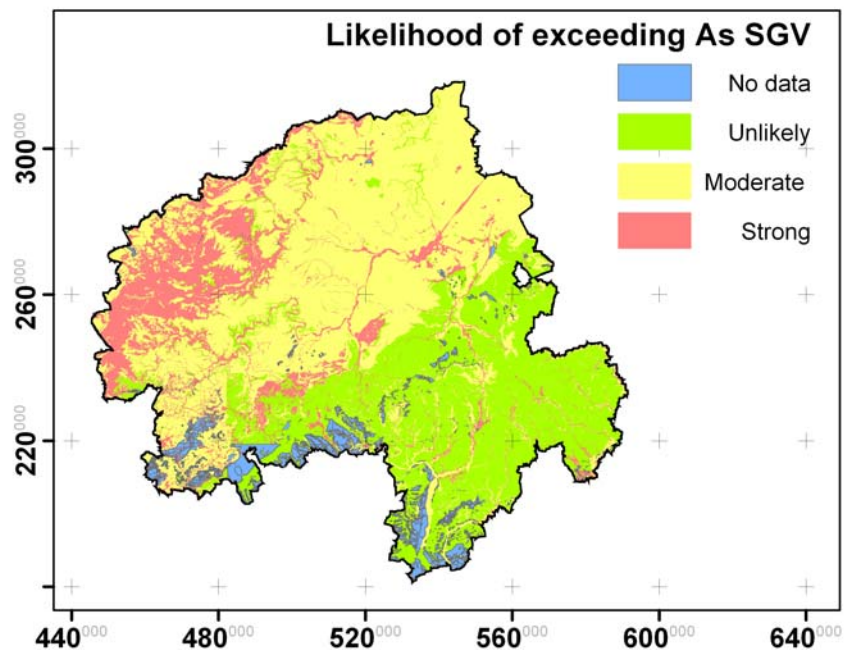 Likelihood of exceeding As SGV
No data
Unlikely
Moderate
Strong
300000
260000
220000
440000 480000 520000 560000 600000 640000